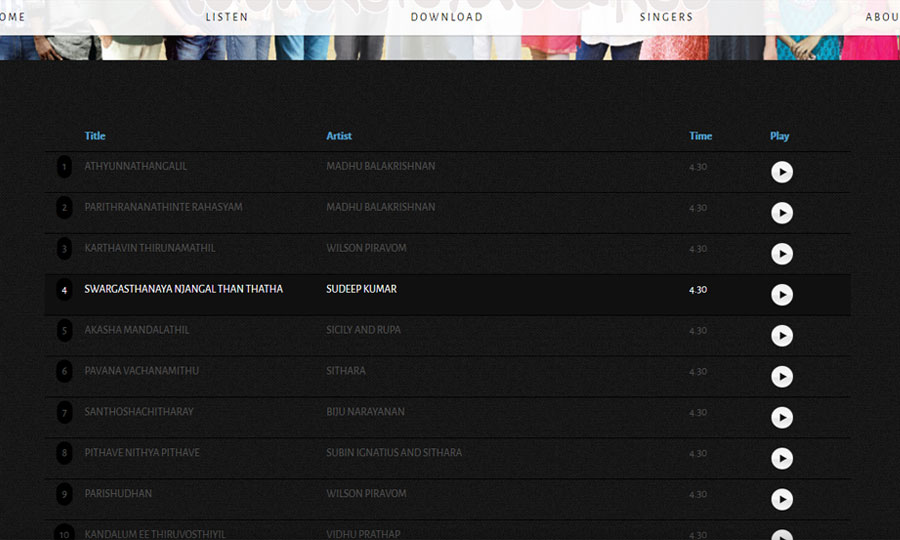 OME LISTEN DOWNLOAD SINGERS ABOU
Title Artist Time Play
1 ATHYUNNATHANGALIL MADHU BALAKRISHNAN 4.30
2 PARITHRANANATHINTE RAHASYAM MADHU BALAKRISHNAN 4.30
3 KARTHAVIN THIRUNAMATHIL WILSON PIRAVOM 4.30
4 SWARGASTHANAYA NJANGAL THAN THATHA SUDEEP KUMAR 4.30
5 AKASHA MANDALATHIL SICILY AND RUPA 4.30
6 PAVANA VACHANAMITHU SITHARA 4.30
7 SANTHOSHACHITHARAY BIJU NARAYANAN 4.30
8 PITHAVE NITHYA PITHAVE SUBIN IGNATIUS AND SITHARA 4.30
9 PARISHUDHAN WILSON PIRAVOM 4.30
10 KANDALUM EE THIRUVOSTHIYIL VIDHU PRATHAP 4.30